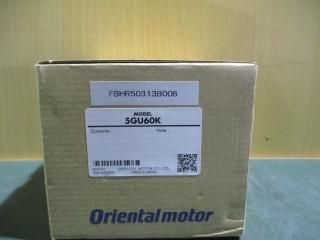 FBHR50313B006
MODEL
5GU60K
Contents
Note
ORIENTAL MOTOR CO.,LTD.
MADE IN JAPAN
Orientalmotor